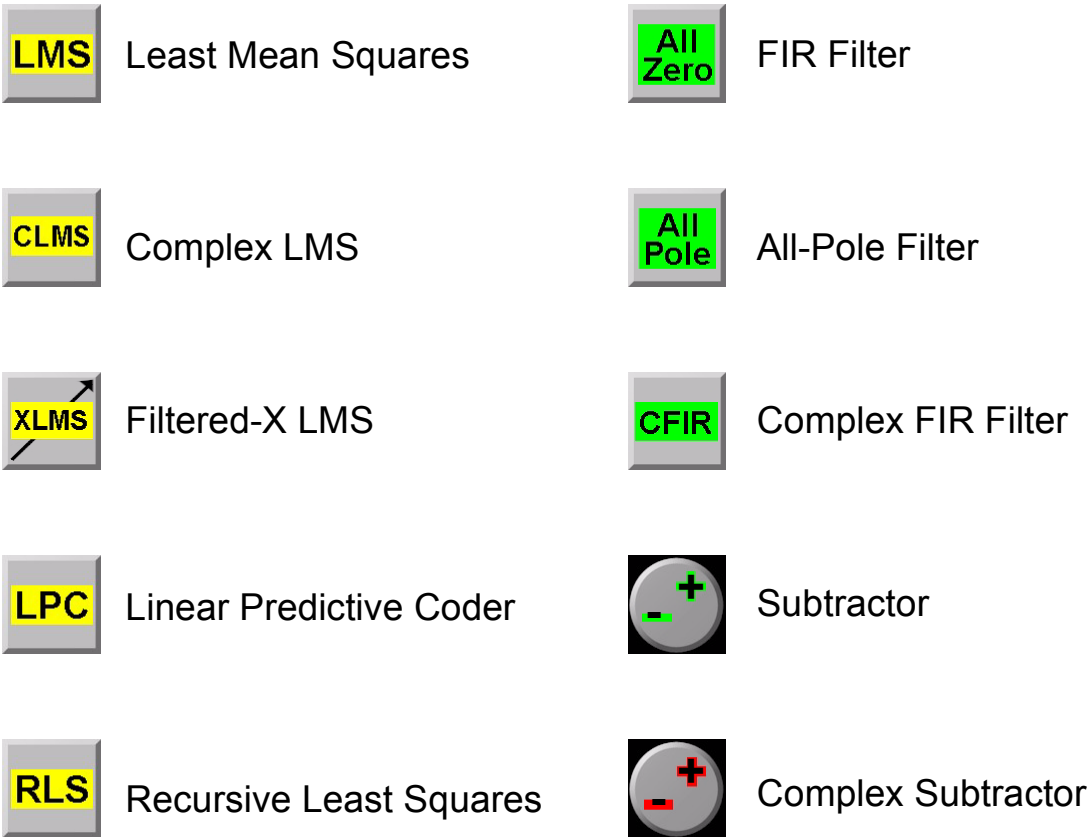 LMS
Least Mean Squares
All
Zero
FIR Filter
CLMS
Complex LMS
All
Pole
All-Pole Filter
XLMS
Filtered-X LMS
CFIR
Complex FIR Filter
LPC
Linear Predictive Coder
- +
Subtractor
RLS
Recursive Least Squares
- +
Complex Subtractor